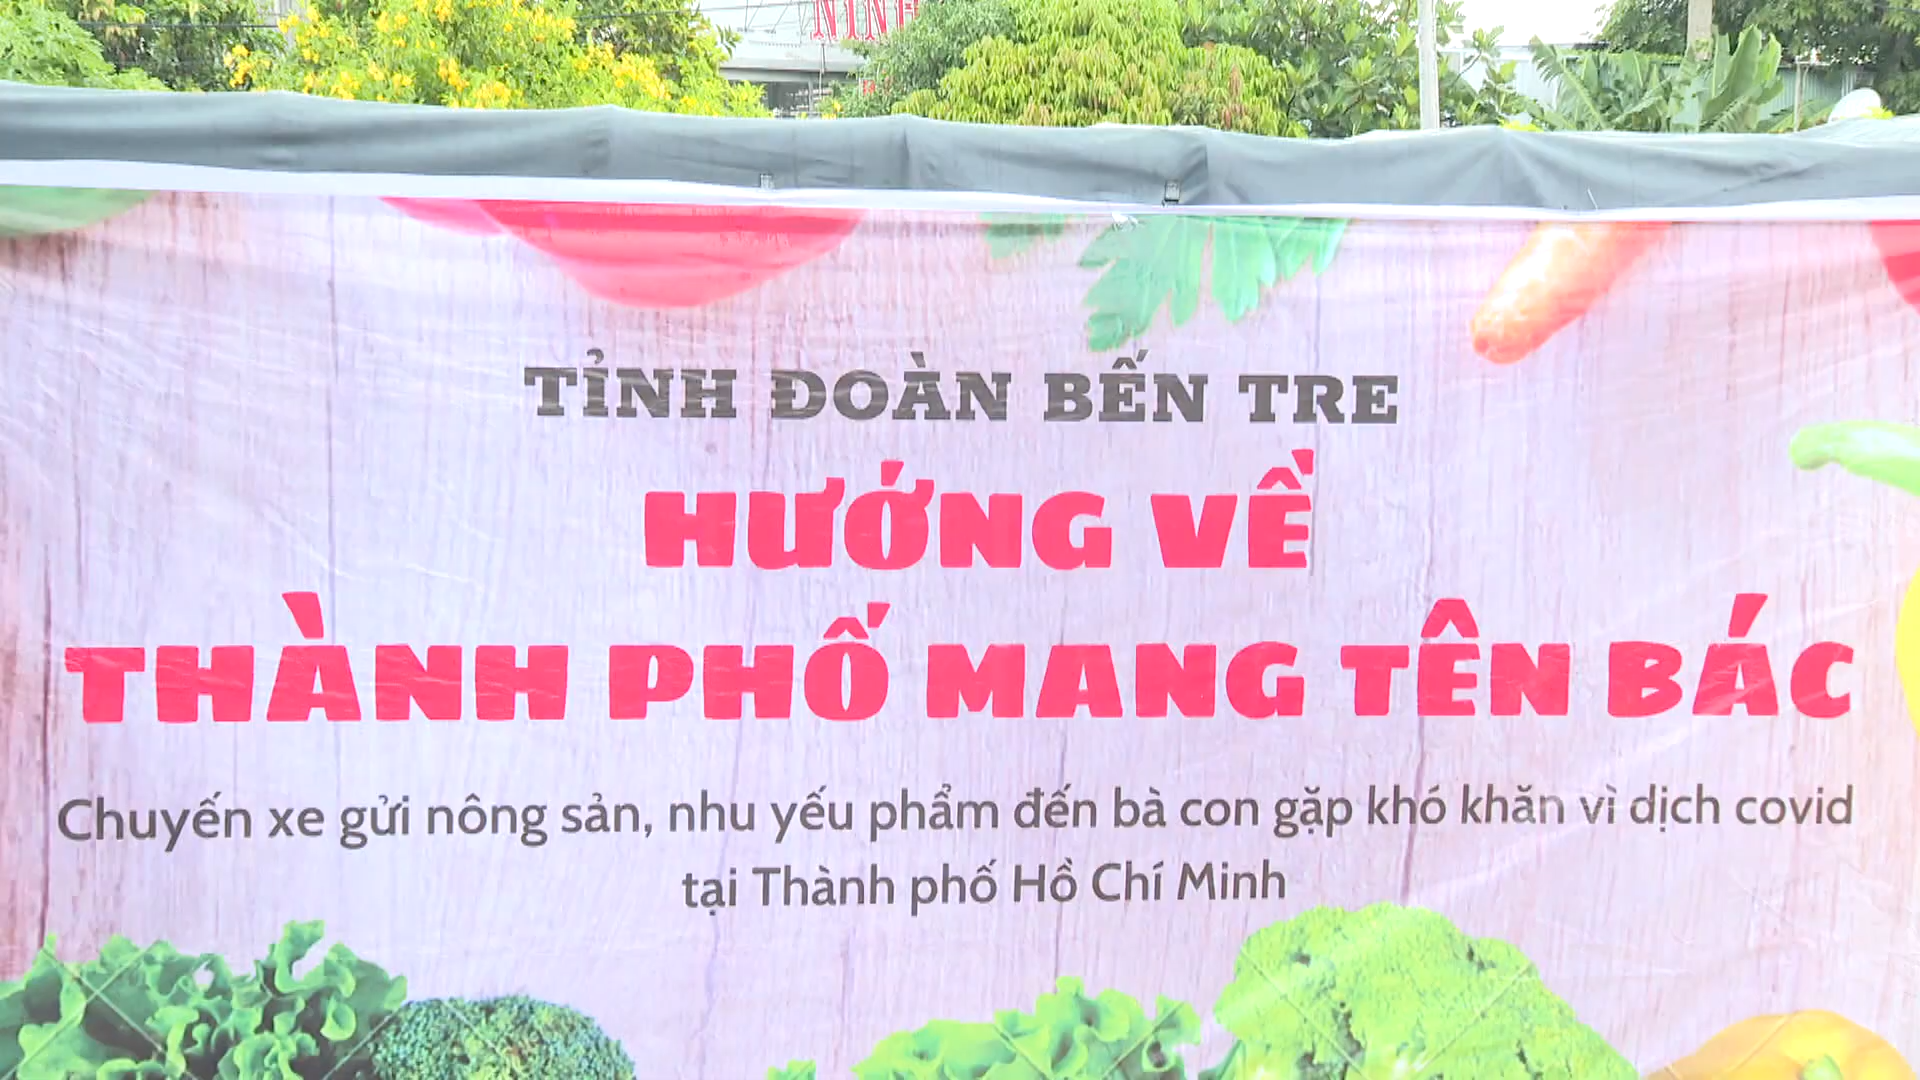 NINH
TỈNH ĐOÀN BẾN TRE
HƯỚNG VỀ
THÀNH PHỐ MANG TÊN BÁC
Chuyến xe gửi nông sản, nhu yếu phẩm đến bà con gặp khó khăn vì dịch covid
tại Thành phố Hồ Chí Minh